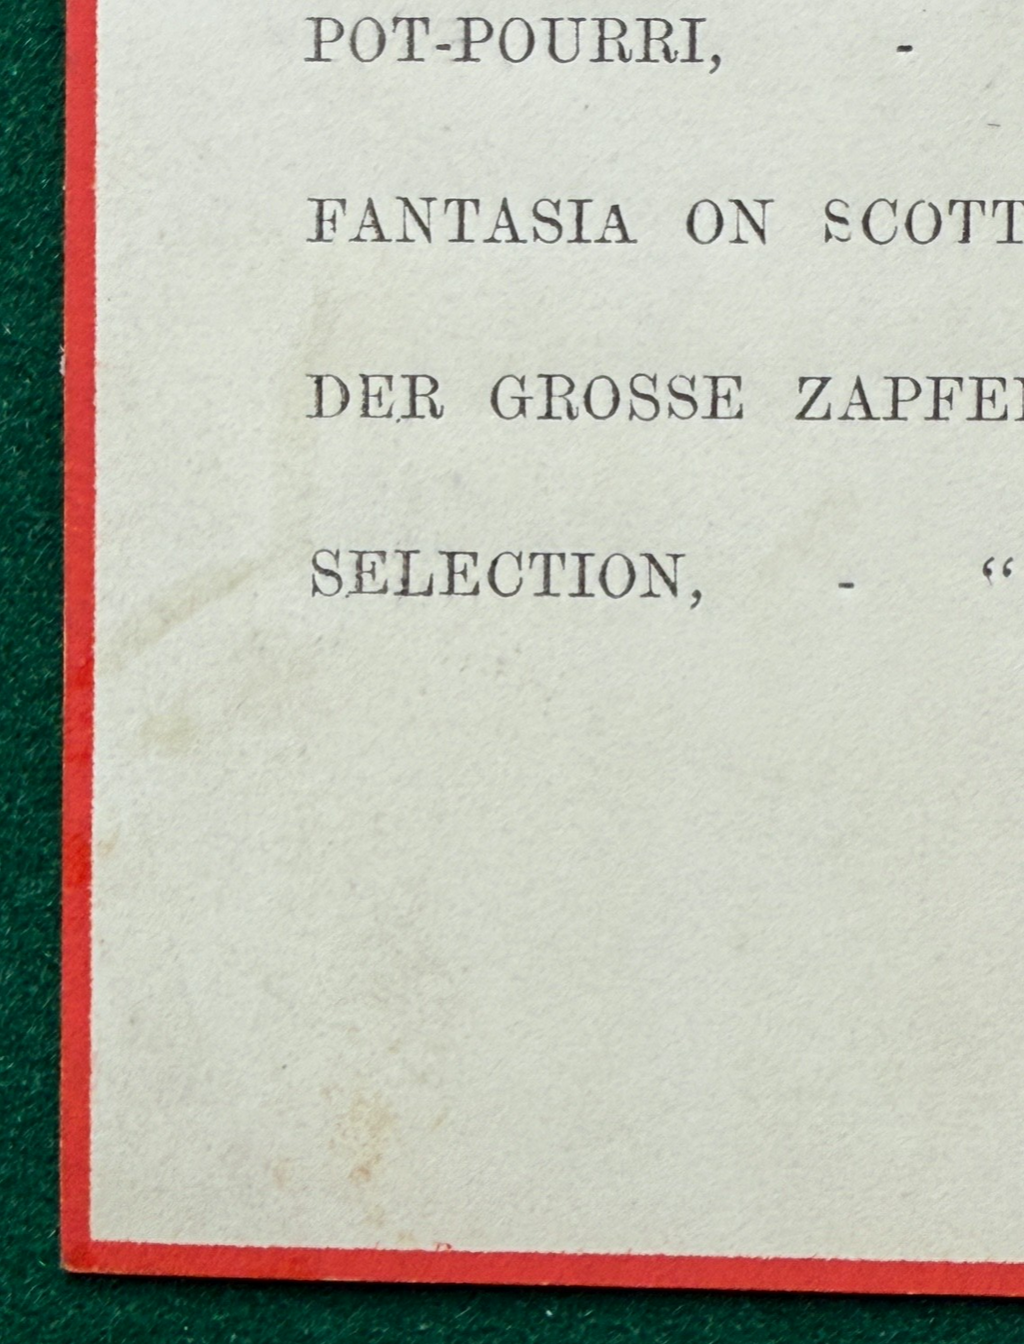 POT-POURRI, -
FANTASIA ON SCOTT
DER GROSSE ZAPFE
SELECTION, - “